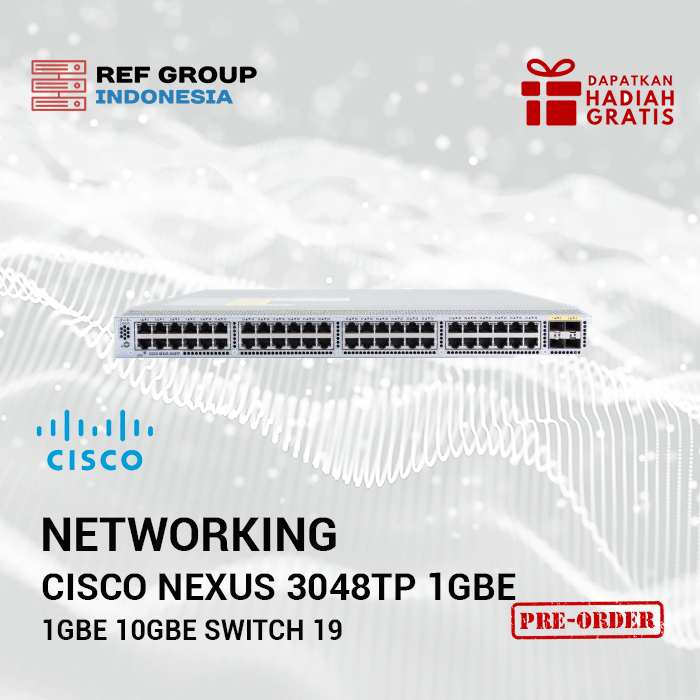 REF GROUP
INDONESIA
DAPATKAN
HADIAH
GRATIS
CISCO
NETWORKING
CISCO NEXUS 3048TP 1GBE
1GBE 10GBE SWITCH 19
PRE-ORDER